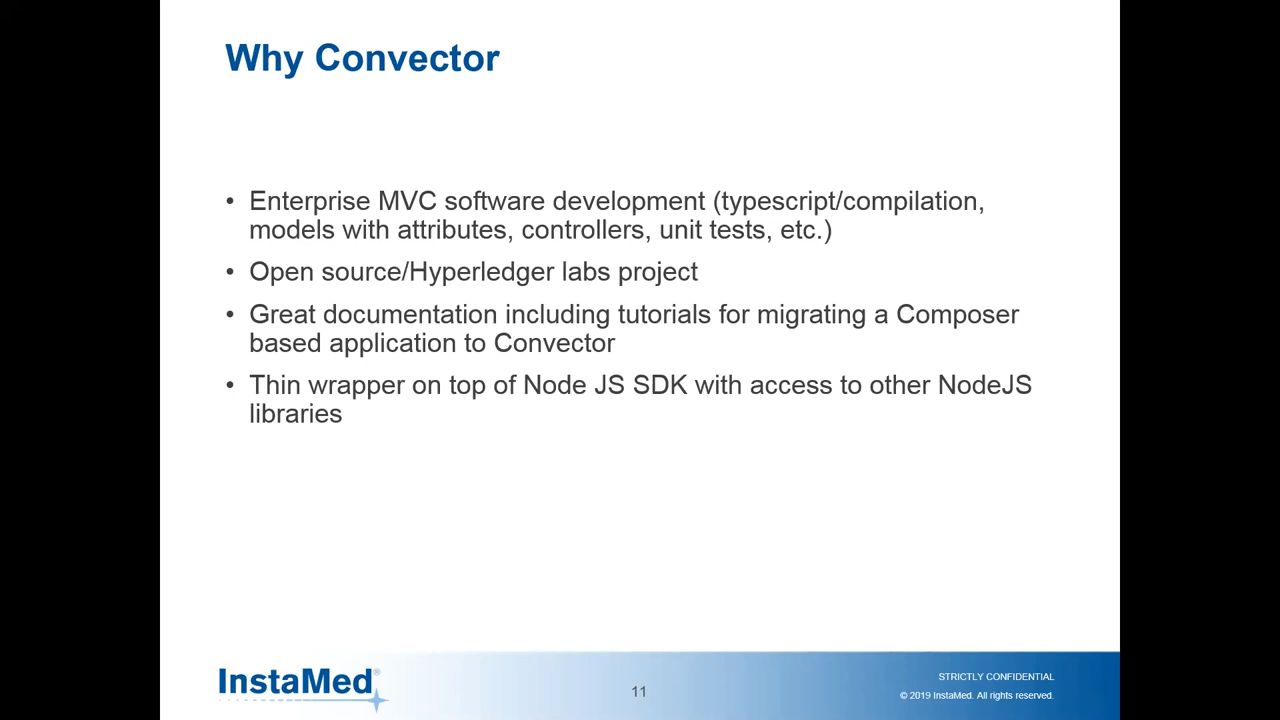 Why Convector
• Enterprise MVC software development (typescript/compilation,
models with attributes, controllers, unit tests, etc.)
• Open source/Hyperledger labs project
• Great documentation including tutorials for migrating a Composer
based application to Convector
• Thin wrapper on top of Node JS SDK with access to other NodeJS
libraries
InstaMed®
11
STRICTLY CONFIDENTIAL
© 2019 InstaMed. All rights reserved.